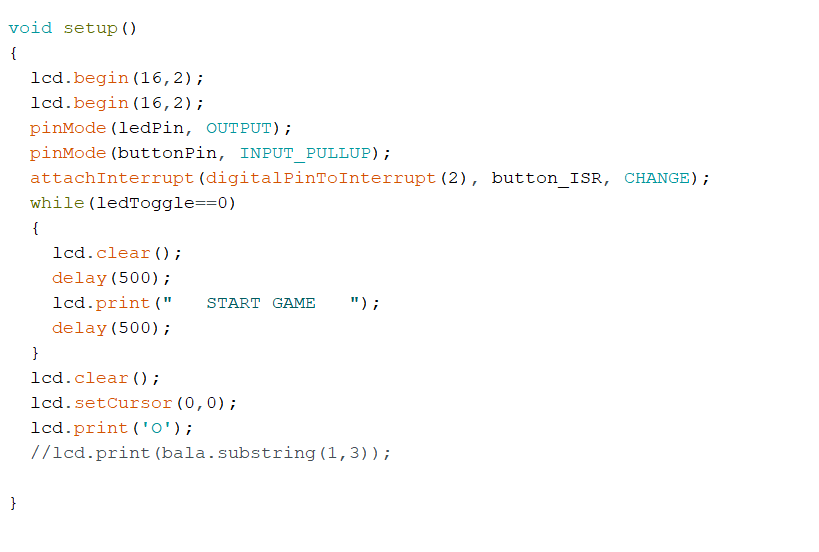 void setup()
{
  lcd.begin(16,2);
  lcd.begin(16,2);
  pinMode(ledPin, OUTPUT);
  pinMode(buttonPin, INPUT_PULLUP);
  attachInterrupt(digitalPinToInterrupt(2), button_ISR, CHANGE);
  while(ledToggle==0)
  {
    lcd.clear();
    delay(500);
    lcd.print("   START GAME   ");
    delay(500);
  }
  lcd.clear();
  lcd.setCursor(0,0);
  lcd.print('O');
  //lcd.print(bala.substring(1,3));
}